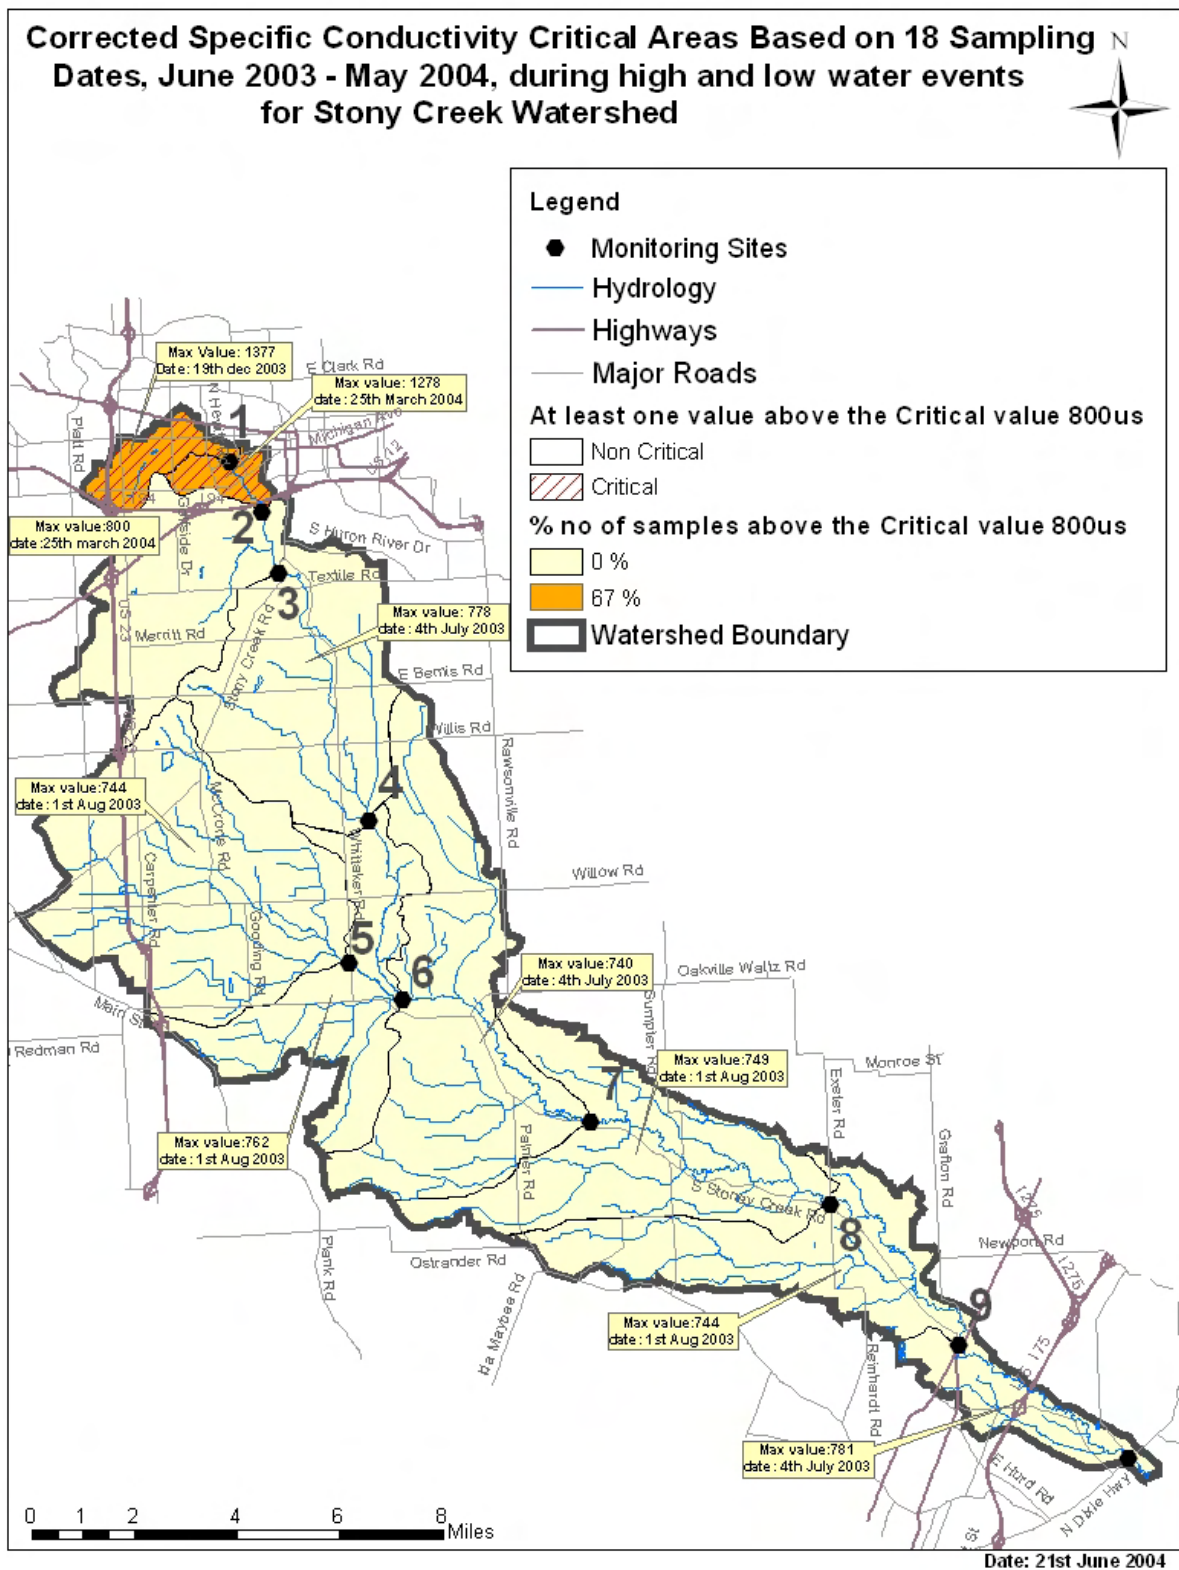 Corrected Specific Conductivity Critical Areas Based on 18 Sampling
Dates, June 2003 - May 2004, during high and low water events
for Stony Creek Watershed
N
Legend
Monitoring Sites
Hydrology
Highways
Major Roads
At least one value above the Critical value 800us
Non Critical
Critical
% no of samples above the Critical value 800us
0 %
67 %
Watershed Boundary
Max Value: 1377
Date: 19th dec 2003
E Clark Rd
Max value: 1278
date: 25th March 2004
1
Michigan Ave
US 12
Platt Rd
I 94
Max value:800
date:25th march 2004
2
S Huron River Dr
Textile Rd
3
Max value: 778
date: 4th July 2003
US 23
Merritt Rd
Stony Creek Rd
E Bemis Rd
Willis Rd
Rawsonville Rd
4
Max value:744
date: 1st Aug 2003
McCrone Rd
Whittaker Rd
Carpenter Rd
Willow Rd
Gooding Rd
5
6
Max value:740
date: 4th July 2003
Oakville Waltz Rd
Sumpter Rd
Main St
Redman Rd
Max value:749
date: 1st Aug 2003
Monroe St
7
Exeter Rd
Grafton Rd
Max value:762
date: 1st Aug 2003
Palmer Rd
S Stoney Creek Rd
8
I 275
Newport Rd
I 275
Plank Rd
Ostrander Rd
Ida Maybee Rd
9
Max value:744
date: 1st Aug 2003
Reinhardt Rd
I 75
Max value:781
date: 4th July 2003
E Hurd Rd
N Dixie Hwy
St
0 1 2 4 6 8
Miles
Date: 21st June 2004